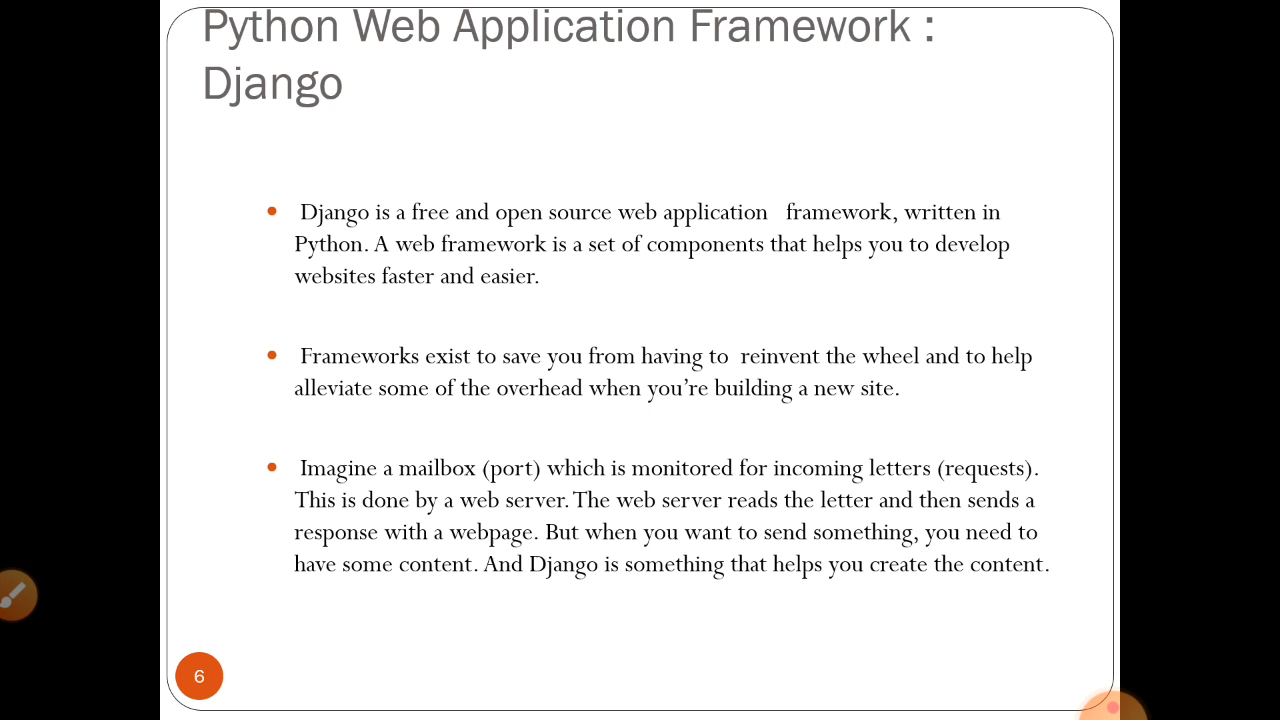 Python Web Application Framework :
Django
• Django is a free and open source web application framework, written in
Python. A web framework is a set of components that helps you to develop
websites faster and easier.
• Frameworks exist to save you from having to reinvent the wheel and to help
alleviate some of the overhead when you’re building a new site.
• Imagine a mailbox (port) which is monitored for incoming letters (requests).
This is done by a web server. The web server reads the letter and then sends a
response with a webpage. But when you want to send something, you need to
have some content. And Django is something that helps you create the content.
6